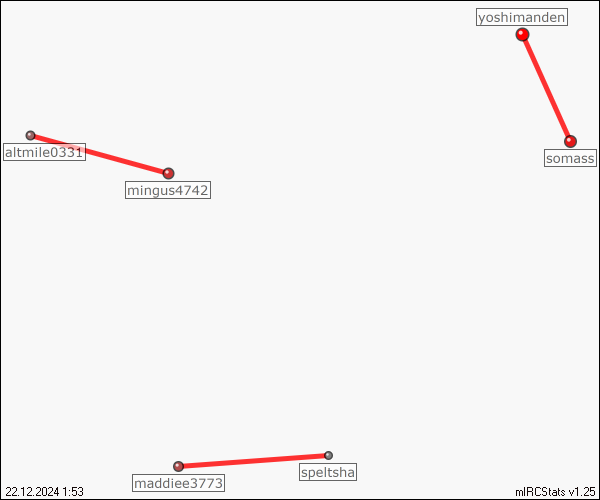 yoshimanden
altmile0331
somass
mingus4742
speltsha
maddiee3773
22.12.2024 1:53
mIRCStats v1.25